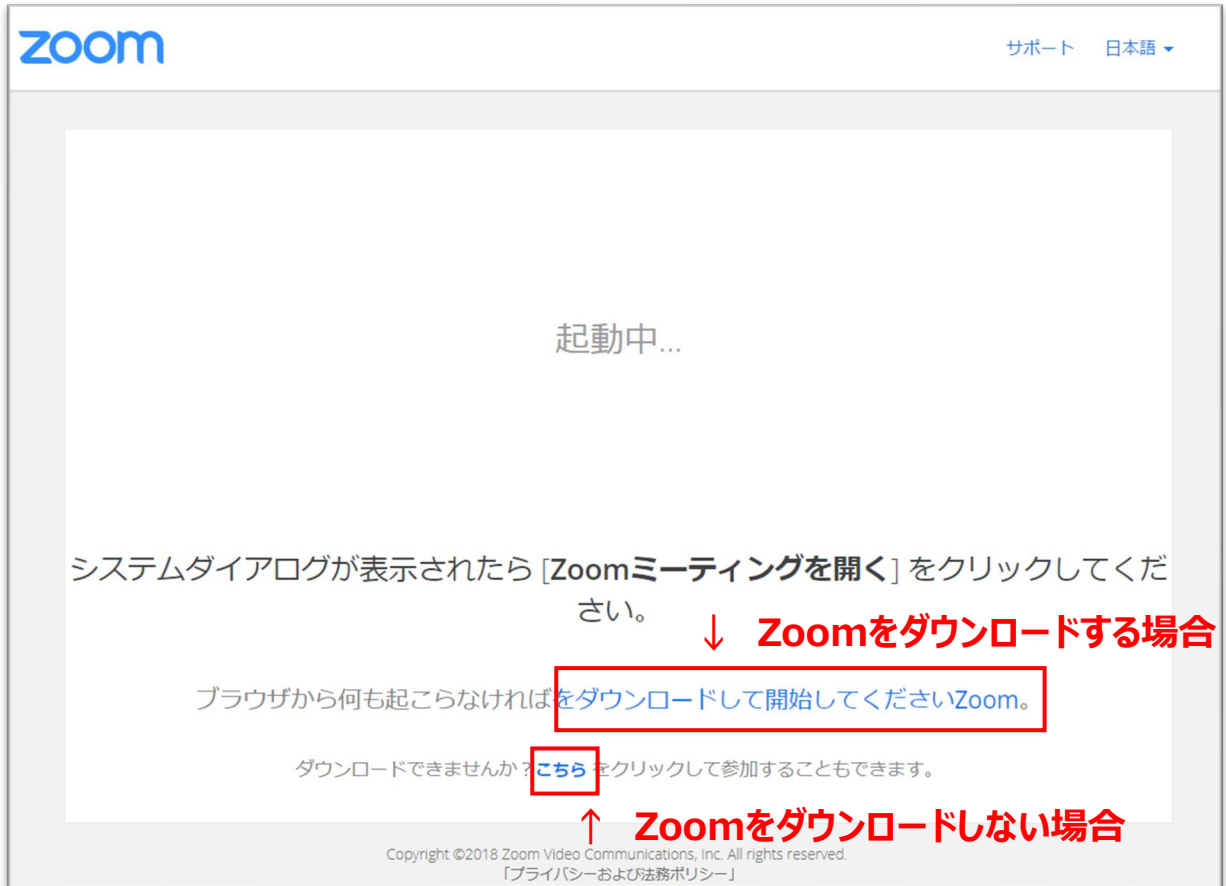 zoom
サポート 日本語
起動中...
システムダイアログが表示されたら [Zoomミーティングを開く] をクリックしてくだ
さい。
↓ Zoomをダウンロードする場合
ブラウザから何も起こらなければをダウンロードして開始してくださいZoom。
ダウンロードできませんか？こちら をクリックして参加することもできます。
↑ Zoomをダウンロードしない場合
Copyright ©2018 Zoom Video Communications, Inc. All rights reserved.
「プライバシーおよび法務ポリシー」